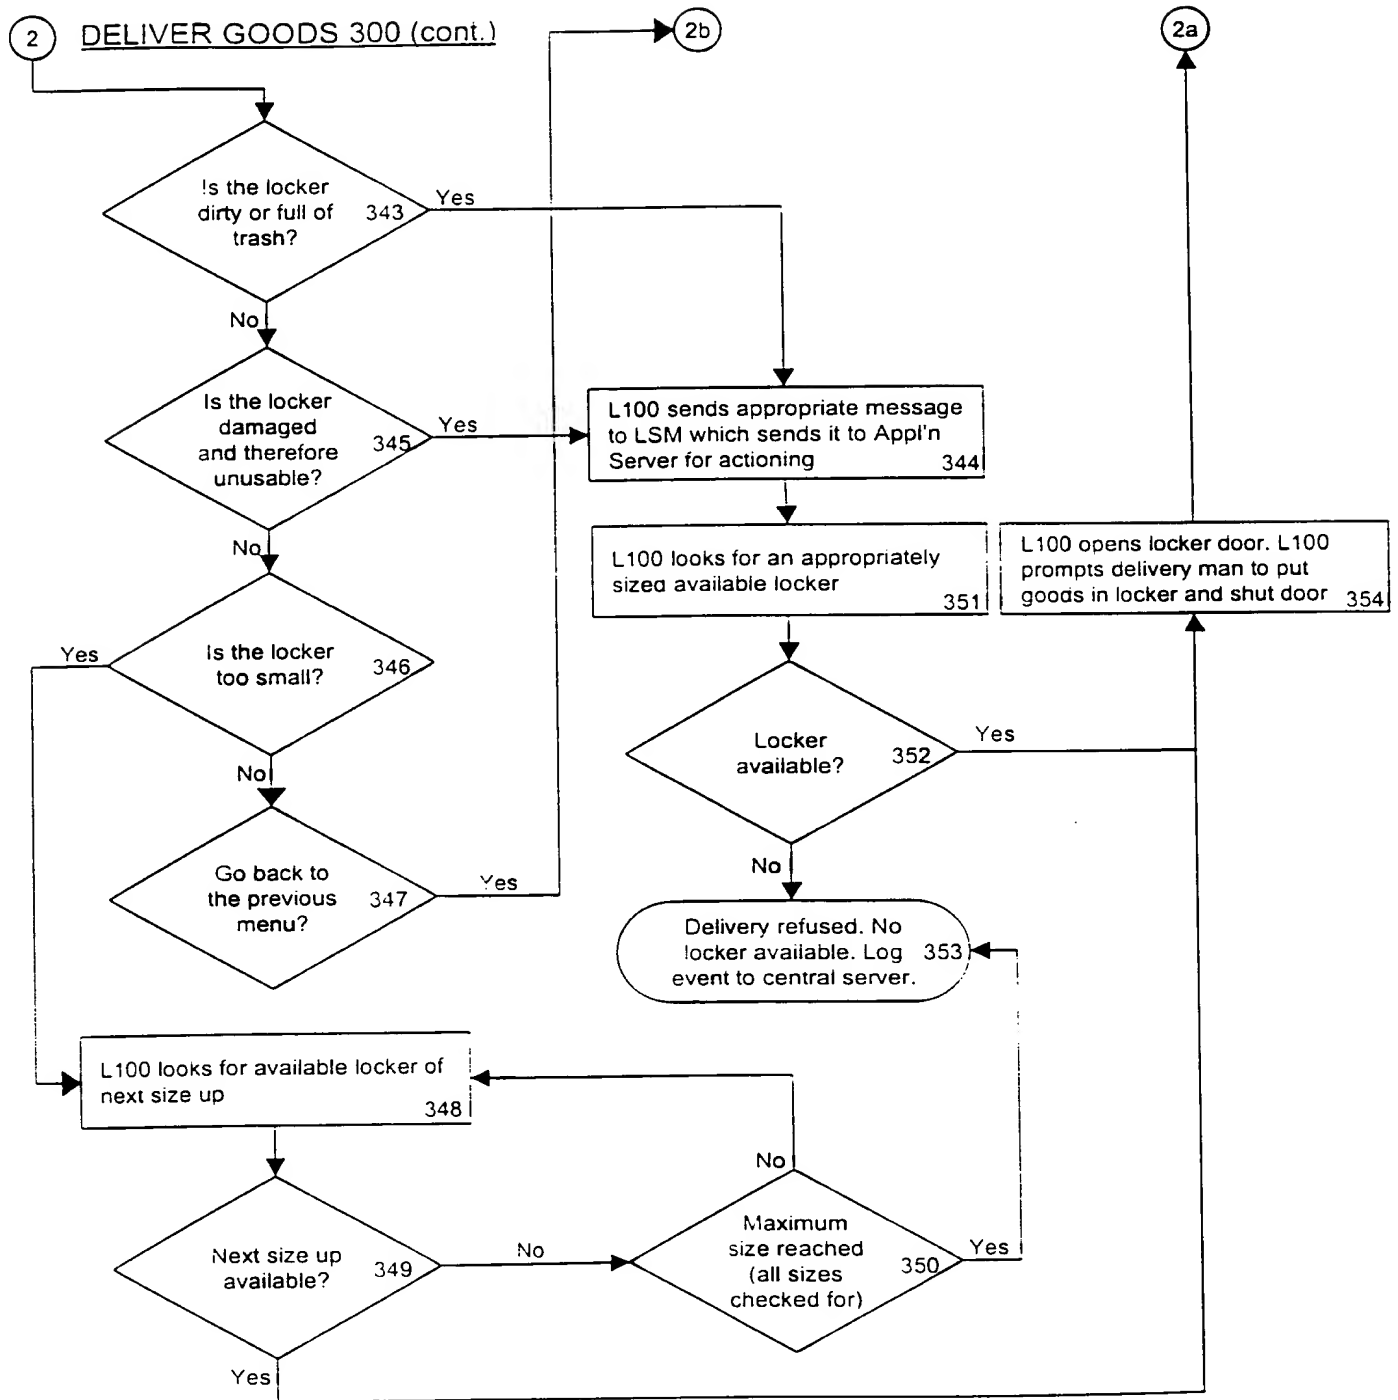 2 DELIVER GOODS 300 (cont.) 2b 2a
Is the locker
dirty or full of 343
trash?
Yes
No
Is the locker
damaged
and therefore 345
unusable?
Yes
No
L100 sends appropriate message
to LSM which sends it to Appl'n
Server for actioning 344
L100 looks for an appropriately
sized available locker
351
L100 opens locker door. L100
prompts delivery man to put
goods in locker and shut door 354
Is the locker
too small? 346
Yes
No
Locker
available? 352
Yes
No
Go back to
the previous 347
menu?
Yes
Delivery refused. No
locker available. Log 353
event to central server.
L100 looks for available locker of
next size up
348
Next size up
available? 349
No
Yes
Maximum
size reached
(all sizes 350
checked for)
No
Yes